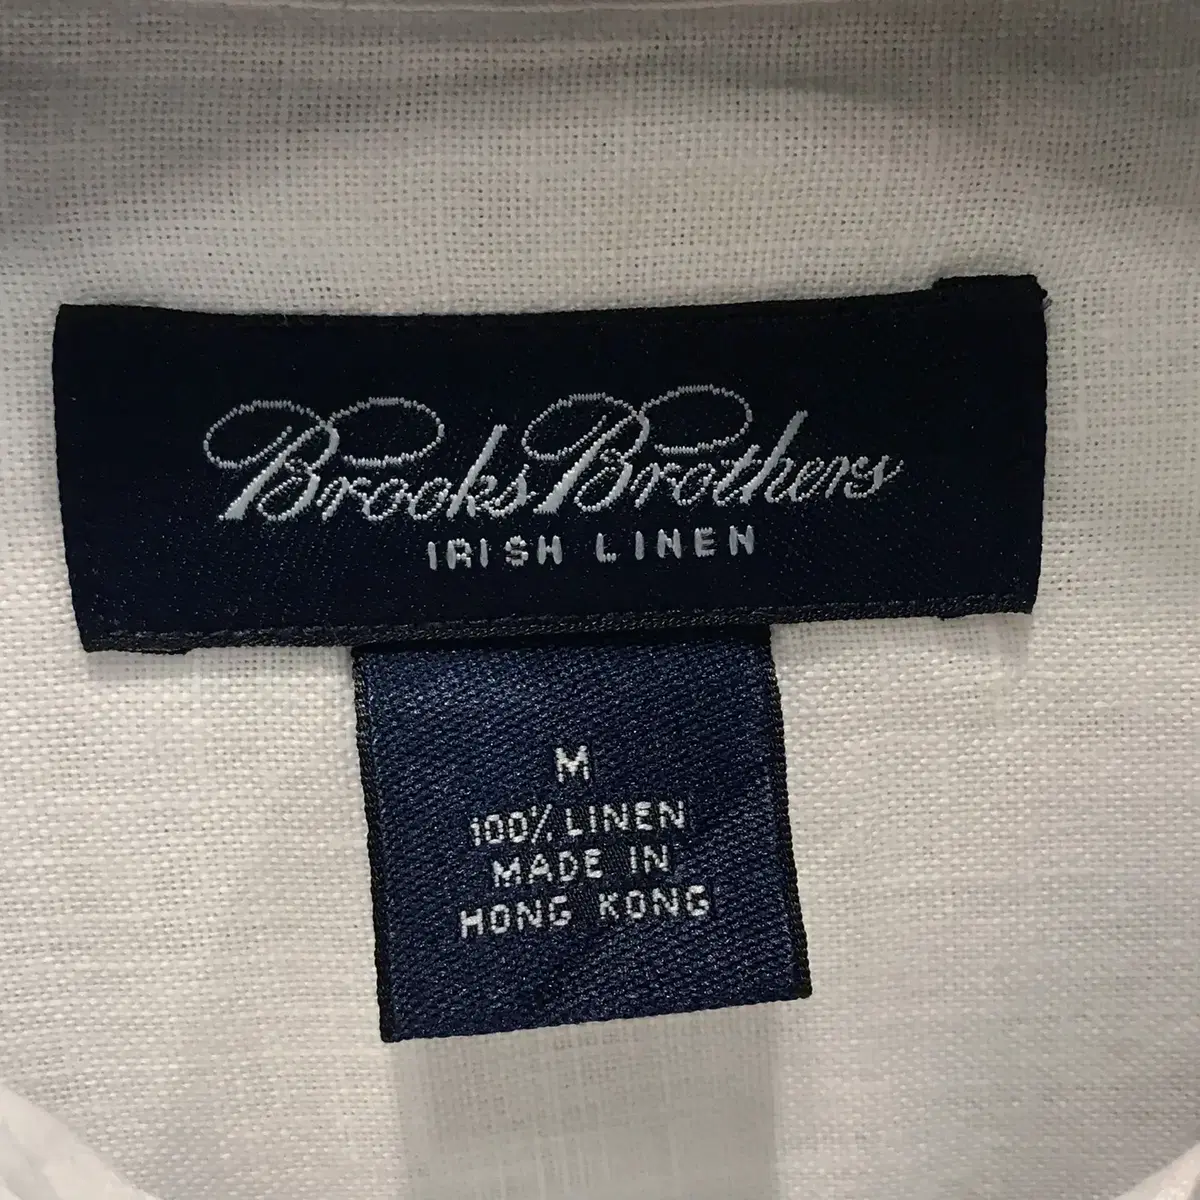 Brooks Brothers
IRISH LINEN
M
100% LINEN
MADE IN
HONG KONG